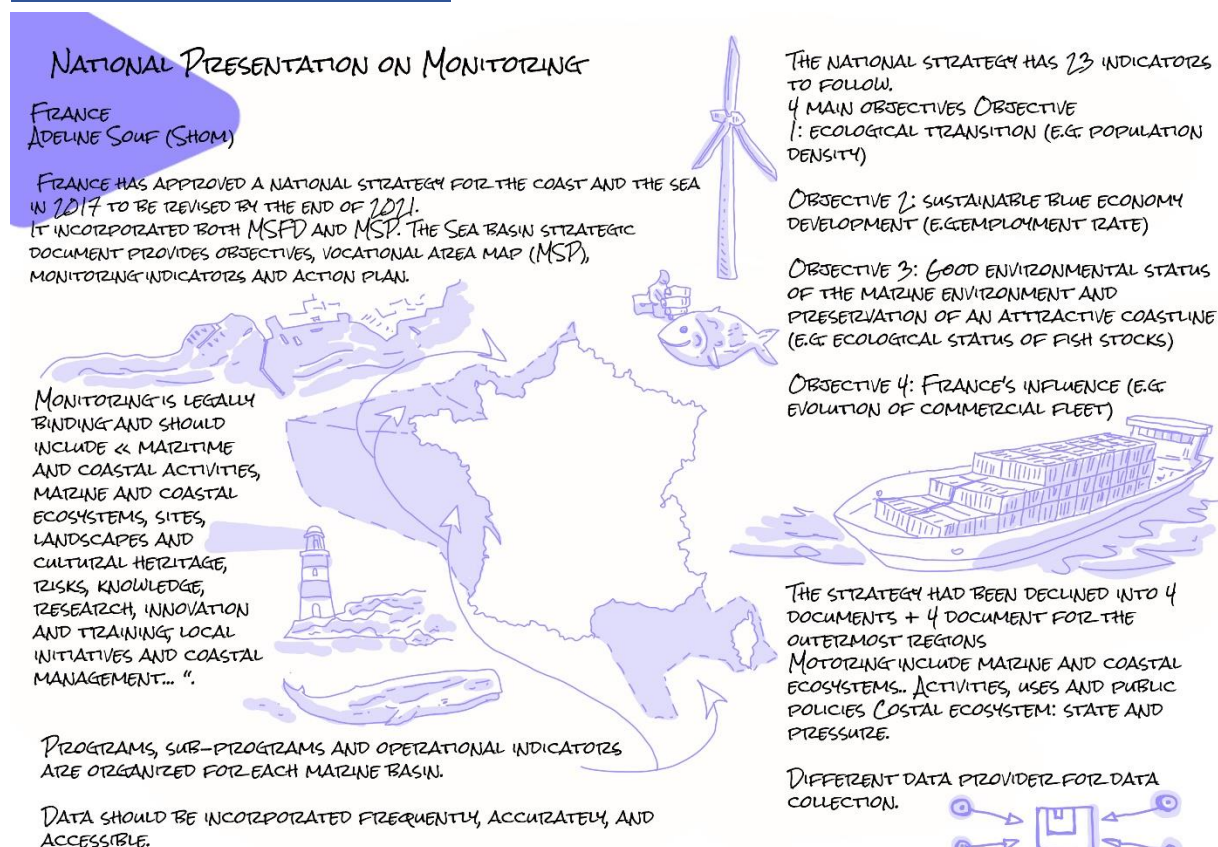 NATIONAL PRESENTATION ON MONITORING
FRANCE
ADELINE SOUF (SHOM)
FRANCE HAS APPROVED A NATIONAL STRATEGY FOR THE COAST AND THE SEA
IN 2017 TO BE REVISED BY THE END OF 2021.
IT INCORPORATED BOTH MSFD AND MSP. THE SEA BASIN STRATEGIC
DOCUMENT PROVIDES OBJECTIVES, VOCATIONAL AREA MAP (MSP),
MONITORING INDICATORS AND ACTION PLAN.
MONITORING IS LEGALLY
BINDING AND SHOULD
INCLUDE « MARITIME
AND COASTAL ACTIVITIES,
MARINE AND COASTAL
ECOSYSTEMS, SITES,
LANDSCAPES AND
CULTURAL HERITAGE,
RISKS, KNOWLEDGE,
RESEARCH, INNOVATION
AND TRAINING, LOCAL
INITIATIVES AND COASTAL
MANAGEMENT... “.
PROGRAMS, SUB-PROGRAMS AND OPERATIONAL INDICATORS
ARE ORGANIZED FOR EACH MARINE BASIN.
DATA SHOULD BE INCORPORATED FREQUENTLY, ACCURATELY, AND
ACCESSIBLE.
THE NATIONAL STRATEGY HAS 23 INDICATORS
TO FOLLOW.
4 MAIN OBJECTIVES OBJECTIVE
1: ECOLOGICAL TRANSITION (E.G POPULATION
DENSITY)
OBJECTIVE 2: SUSTAINABLE BLUE ECONOMY
DEVELOPMENT (E.G.EMPLOYMENT RATE)
OBJECTIVE 3: GOOD ENVIRONMENTAL STATUS
OF THE MARINE ENVIRONMENT AND
PRESERVATION OF AN ATTRACTIVE COASTLINE
(E.G. ECOLOGICAL STATUS OF FISH STOCKS)
OBJECTIVE 4: FRANCE'S INFLUENCE (E.G.
EVOLUTION OF COMMERCIAL FLEET)
THE STRATEGY HAD BEEN DECLINED INTO 4
DOCUMENTS + 4 DOCUMENT FOR THE
OUTERMOST REGIONS
MOTORING INCLUDE MARINE AND COASTAL
ECOSYSTEMS.. ACTIVITIES, USES AND PUBLIC
POLICIES COSTAL ECOSYSTEM: STATE AND
PRESSURE.
DIFFERENT DATA PROVIDER FOR DATA
COLLECTION.